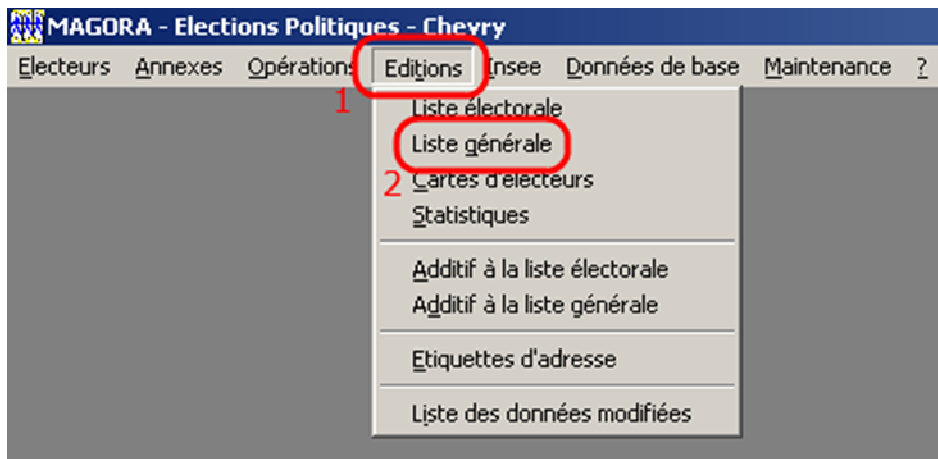 MAGORA - Elections Politiques - Chevry
Electeurs Annexes Opérations Editions Insee Données de base Maintenance ?
1
Liste électorale
Liste générale
2
Cartes d'électeurs
Statistiques
Additif à la liste électorale
Additif à la liste générale
Etiquettes d'adresse
Liste des données modifiées